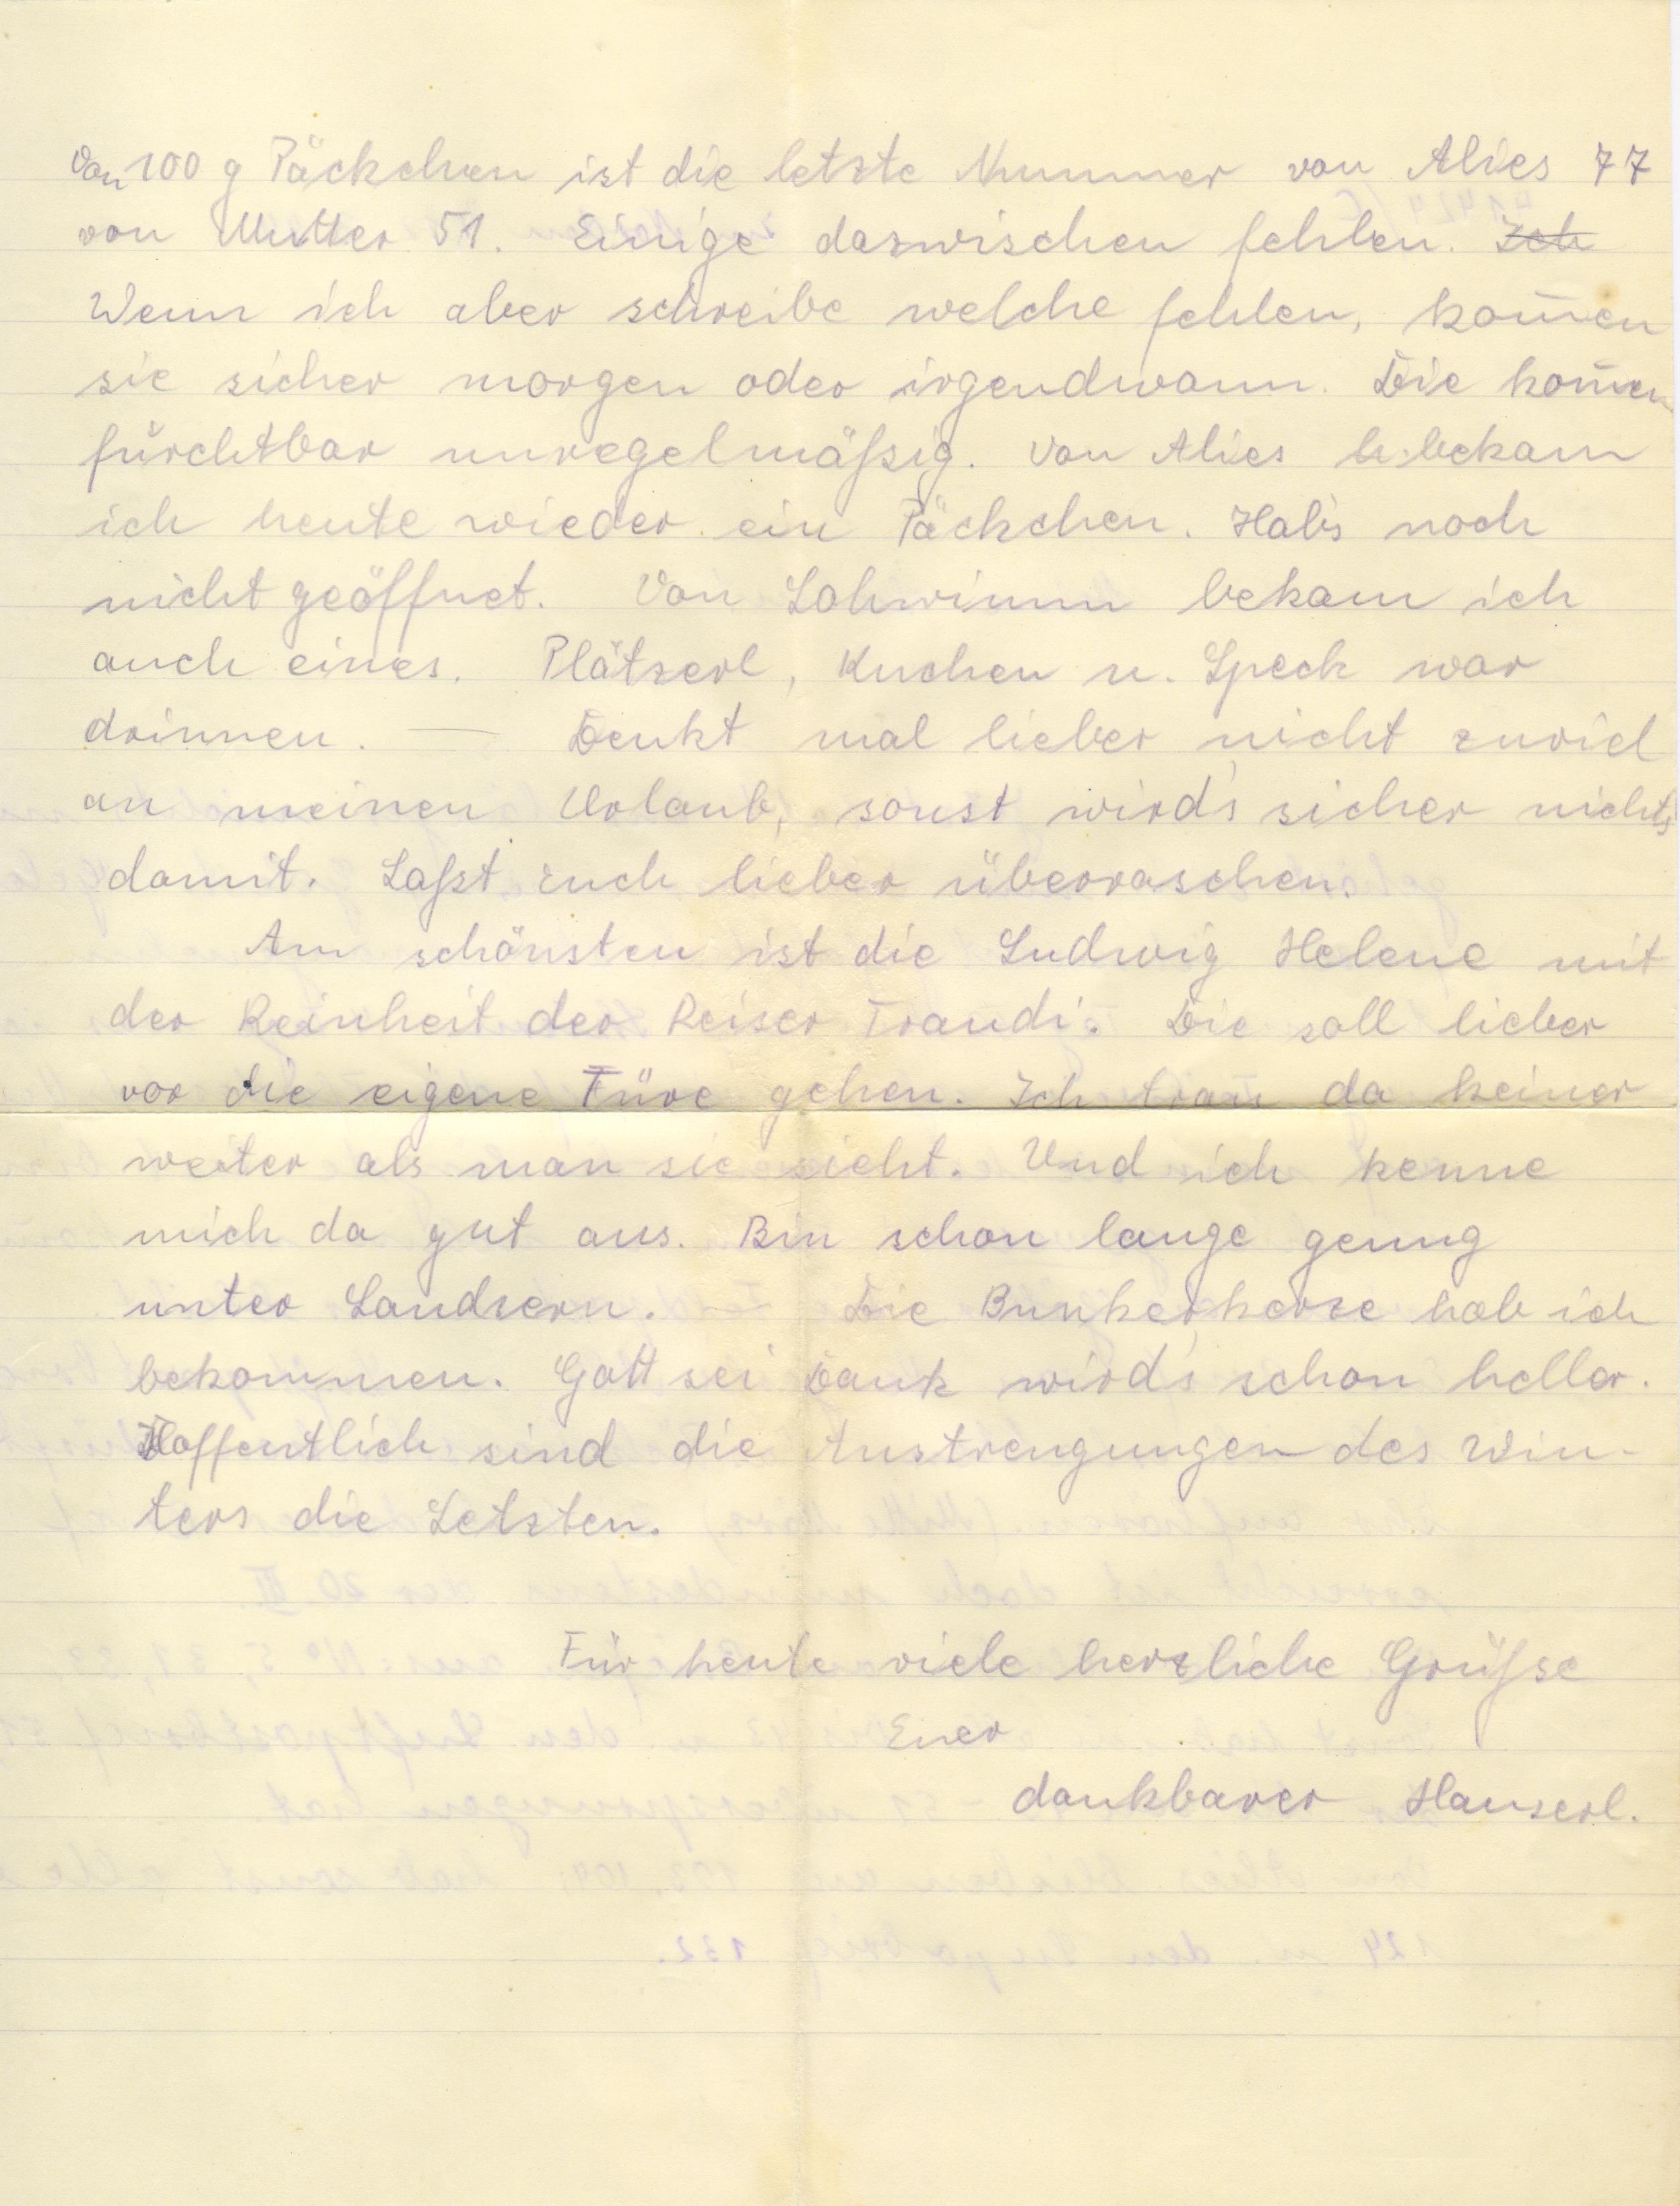 Von 100 g Päckchen ist die letzte Nummer von Alies 77
von Mutter 51. Einige dazwischen fehlen. Ich
Wenn ich aber schreibe welche fehlen, kom̅en
sie sicher morgen oder irgendwann. Die kom̅en
furchtbar unregelmäßig. Von Alies b. bekam
ich heute wieder ein Päckchen. Hab's noch
nicht geöffnet. Von Lohwinm bekam ich
auch eines. Plätzerl, Kuchen u. Speck war
drinnen. — Denkt mal lieber nicht zuviel
an meinen Urlaub, sonst wird's sicher nichts
damit. Laßt Euch lieber überraschen.
Am schönsten ist die Ludwig Helene mit
der Reinheit der Reiser Traudi. Die soll lieber
vor die eigene Türe gehen. Ich trau da keiner
weiter als man sie sieht. Und ich kenne
mich da gut aus. Bin schon lange genug
unter Landsern. — Die Bunkerkerze hab ich
bekommen. Gott sei Dank wird's schon heller.
Hoffentlich sind die Anstrengungen des Win-
ters die Letzten.
Für heute viele herzliche Grüße
Euer
dankbarer Hanserl.